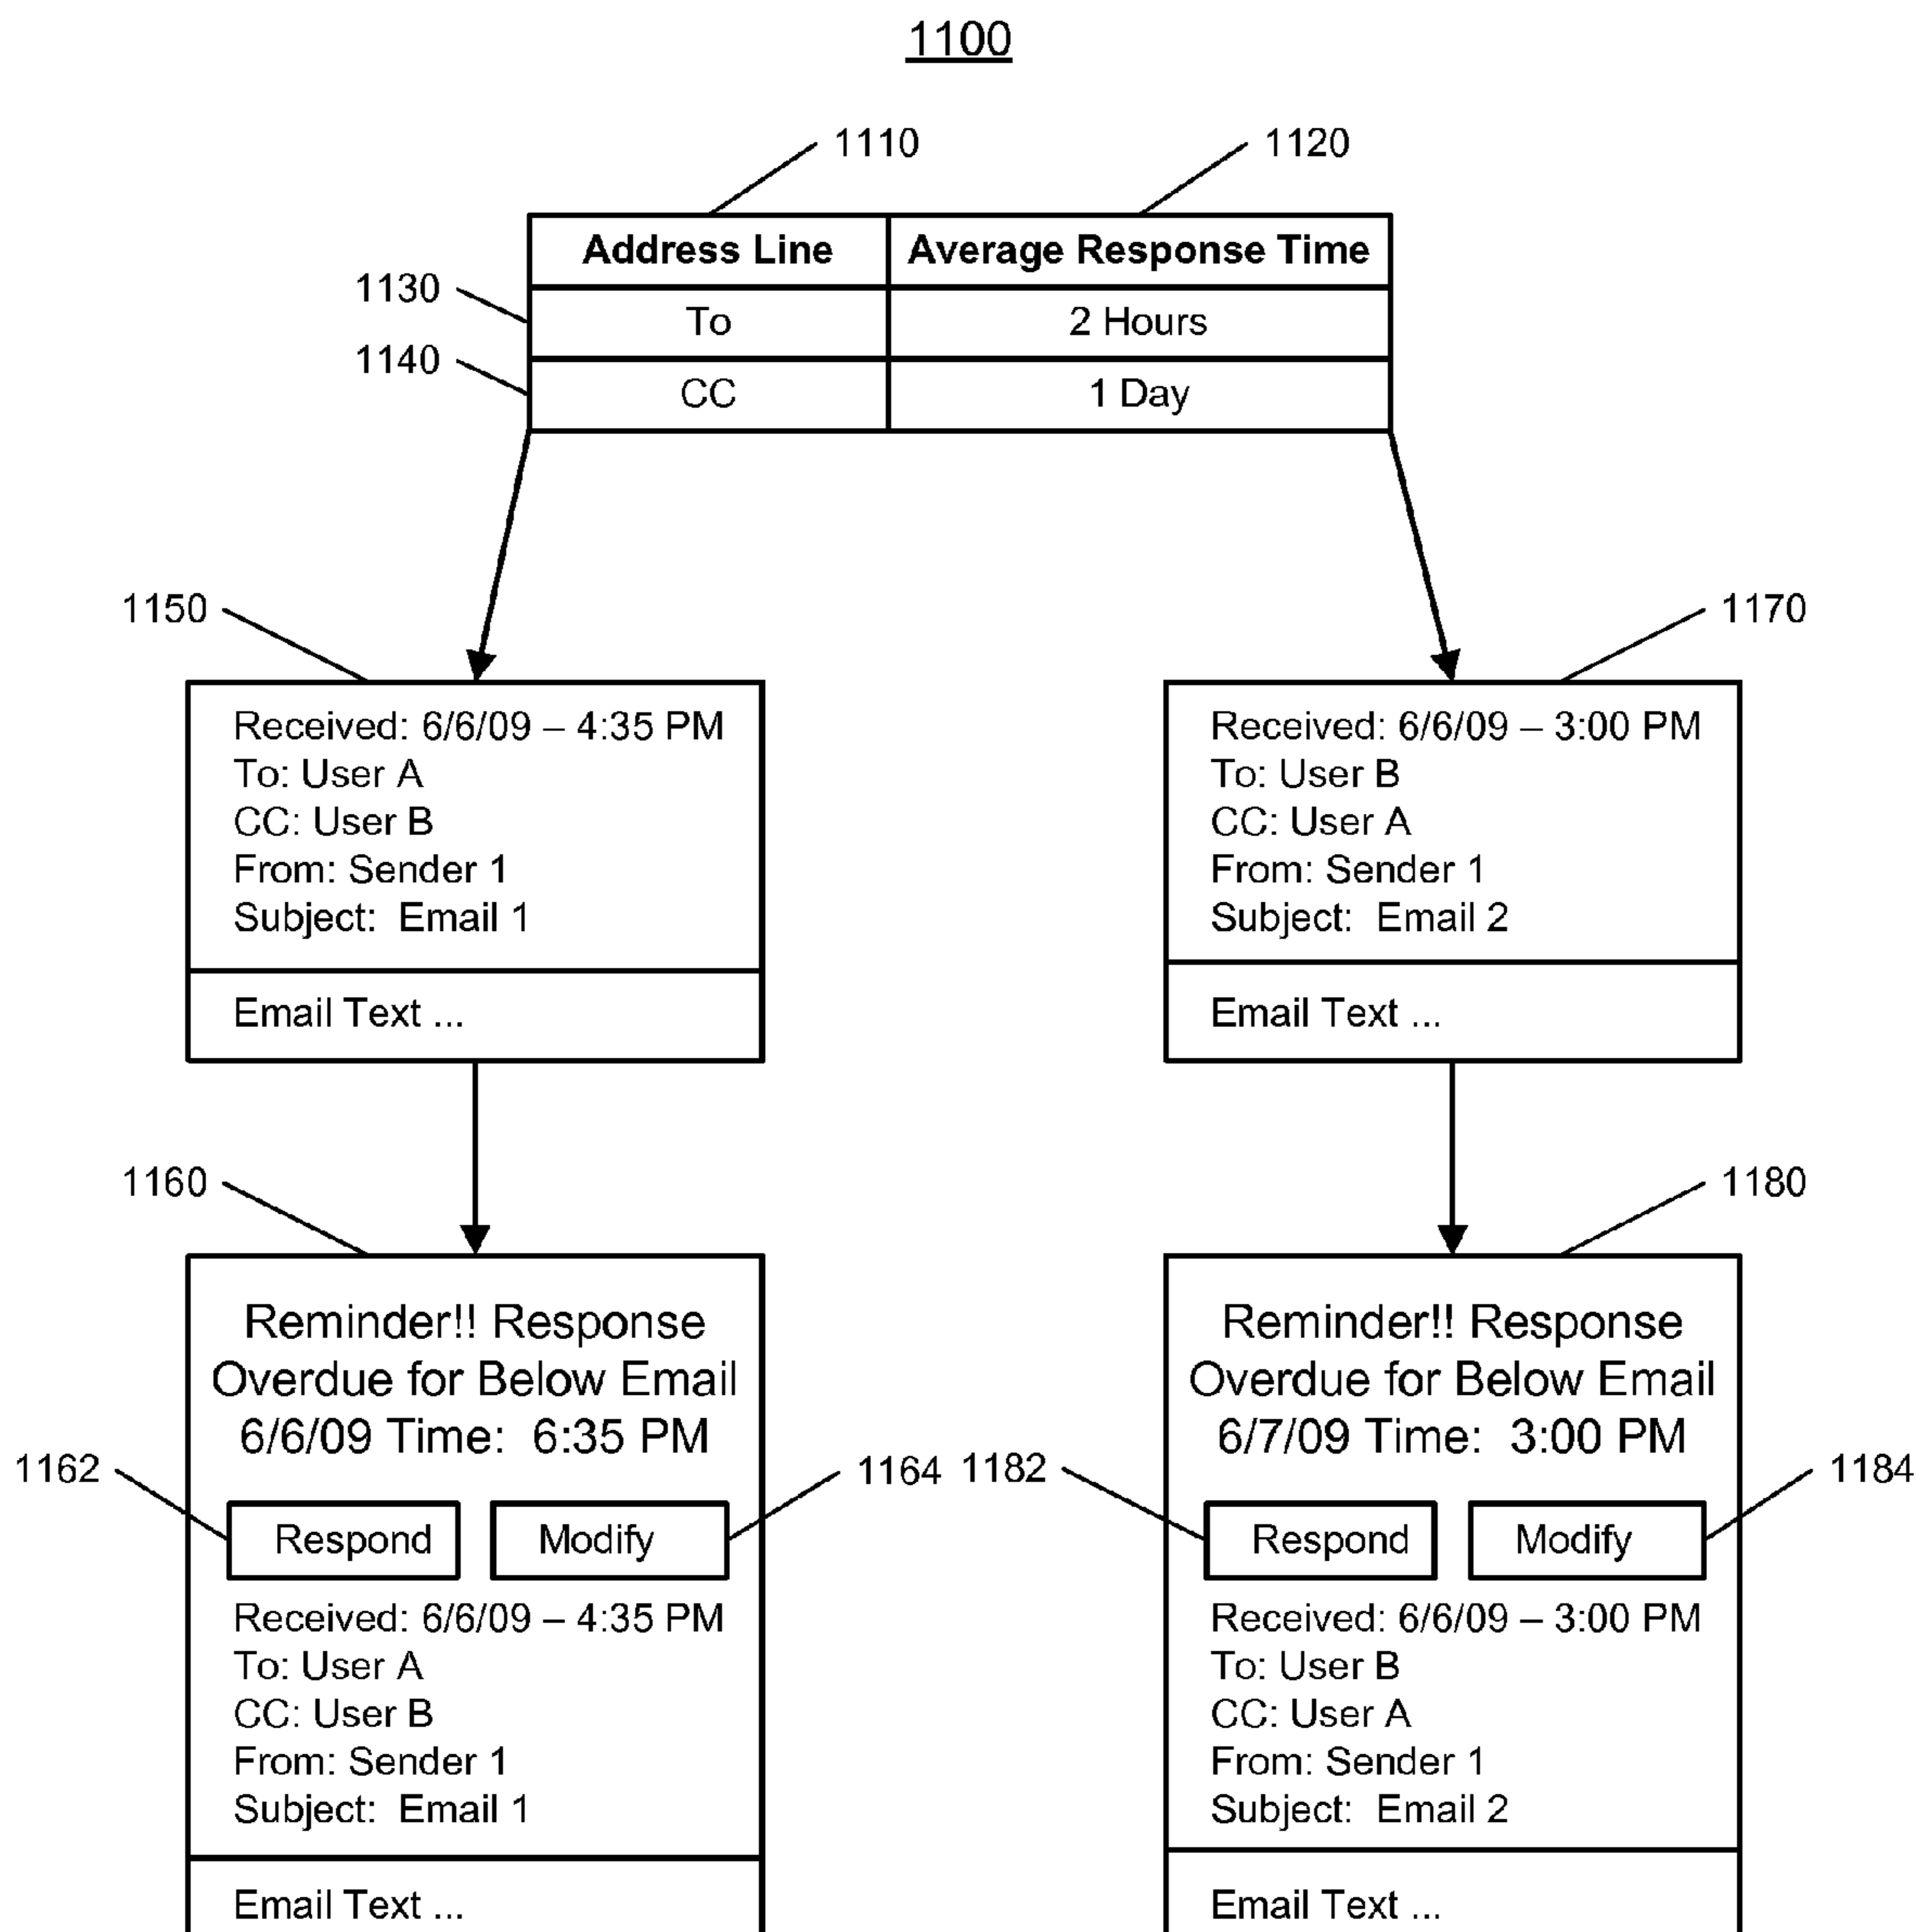 1100
1110
1120
Address Line
Average Response Time
1130
To
2 Hours
1140
CC
1 Day
1150
Received: 6/6/09 – 4:35 PM
To: User A
CC: User B
From: Sender 1
Subject:  Email 1
Email Text ...
1170
Received: 6/6/09 – 3:00 PM
To: User B
CC: User A
From: Sender 1
Subject:  Email 2
Email Text ...
1160
Reminder!! Response
Overdue for Below Email
6/6/09 Time:  6:35 PM
1162
Respond
Modify
1164
Received: 6/6/09 – 4:35 PM
To: User A
CC: User B
From: Sender 1
Subject:  Email 1
Email Text ...
1180
Reminder!! Response
Overdue for Below Email
6/7/09 Time:  3:00 PM
1182
Respond
Modify
1184
Received: 6/6/09 – 3:00 PM
To: User B
CC: User A
From: Sender 1
Subject:  Email 2
Email Text ...